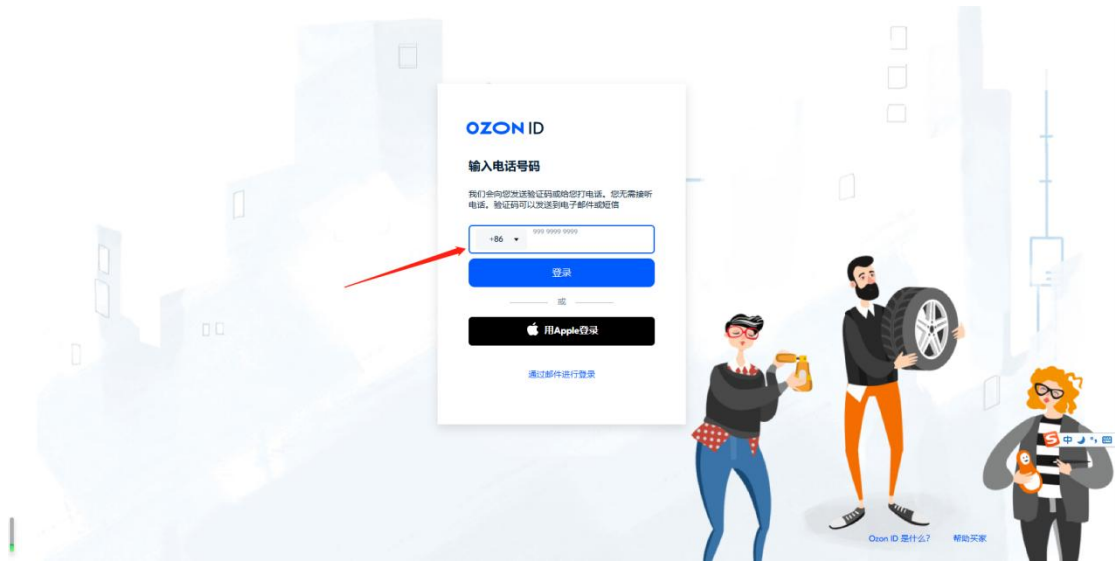 OZON ID
输入电话号码
我们会向您发送验证码或给您打电话。您无需接听
电话。验证码可以发送到电子邮件或短信
+86 999 9999 9999
登录
或
用Apple登录
通过邮件进行登录
中
Ozon ID 是什么? 帮助买家